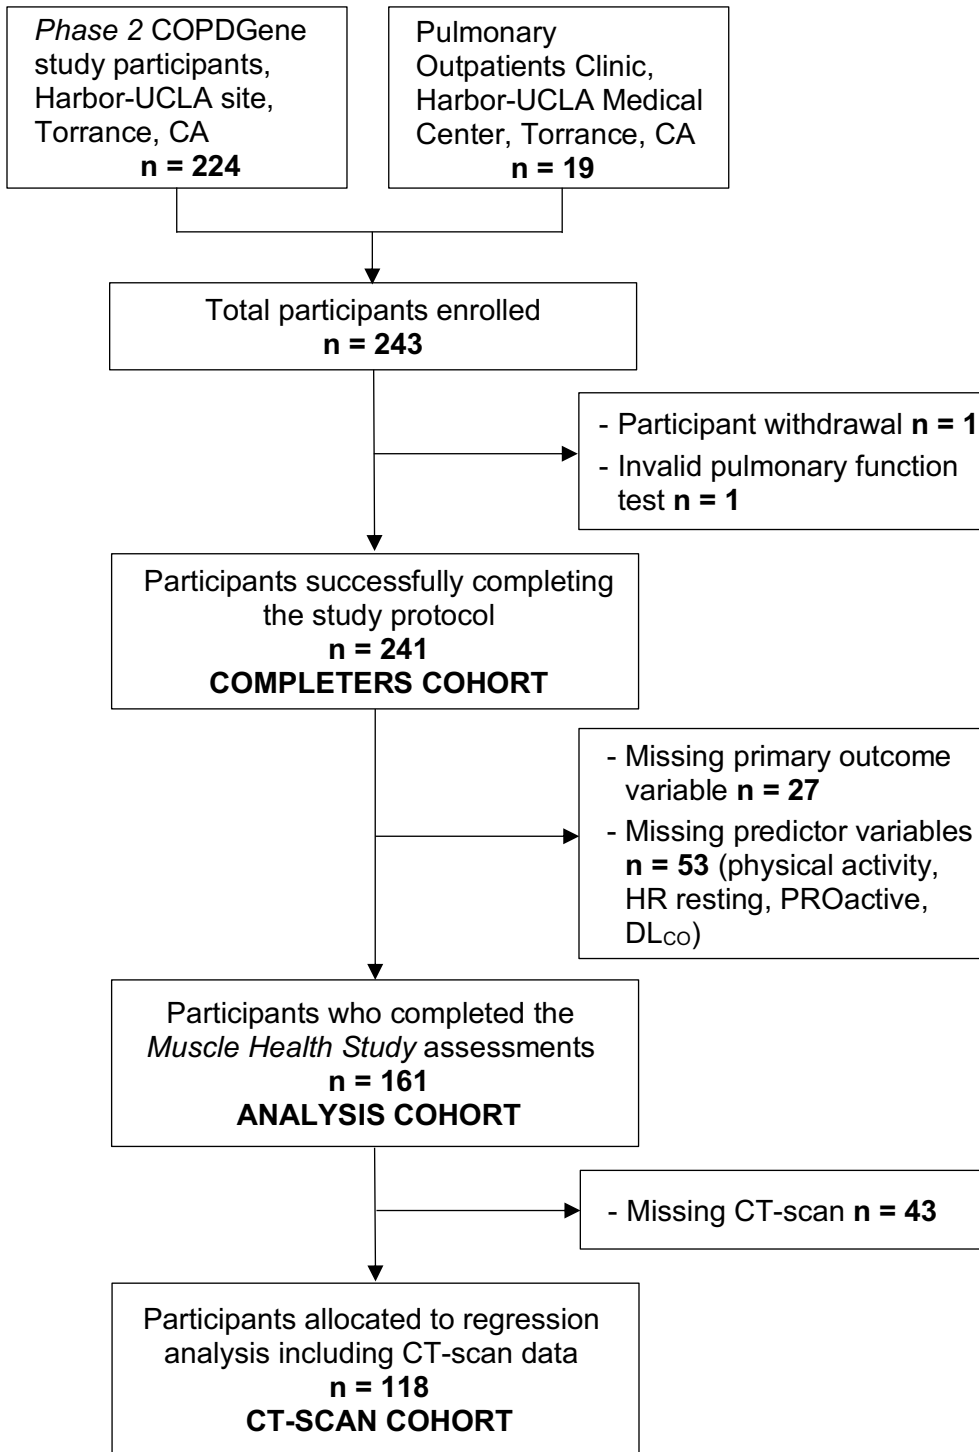 Phase 2 COPDGene
study participants,
Harbor-UCLA site,
Torrance, CA
n = 224
Pulmonary
Outpatients Clinic,
Harbor-UCLA Medical
Center, Torrance, CA
n = 19
Total participants enrolled
n = 243
- Participant withdrawal n = 1
- Invalid pulmonary function
test n = 1
Participants successfully completing
the study protocol
n = 241
COMPLETERS COHORT
- Missing primary outcome
variable n = 27
- Missing predictor variables
n = 53 (physical activity,
HR resting, PROactive,
DLCO)
Participants who completed the
Muscle Health Study assessments
n = 161
ANALYSIS COHORT
- Missing CT-scan n = 43
Participants allocated to regression
analysis including CT-scan data
n = 118
CT-SCAN COHORT